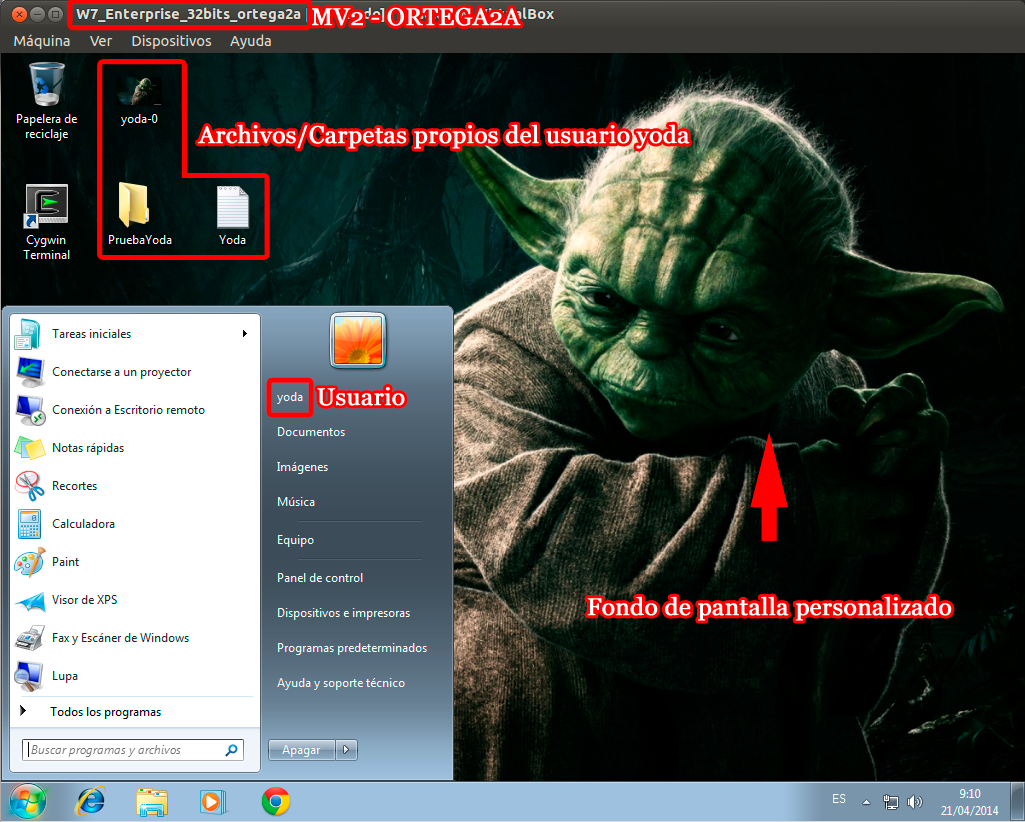 W7_Enterprise_32bits_ortega2a MV2 - ORTEGA2A alBox
Máquina Ver Dispositivos Ayuda
Papelera de
reciclaje
yoda-0
Archivos/Carpetas propios del usuario yoda
Cygwin
Terminal
PruebaYoda
Yoda
Tareas iniciales
Conectarse a un proyector
Conexión a Escritorio remoto
Notas rápidas
Recortes
Calculadora
Paint
Visor de XPS
Fax y Escáner de Windows
Lupa
Todos los programas
Buscar programas y archivos
yoda Usuario
Documentos
Imágenes
Música
Equipo
Panel de control
Dispositivos e impresoras
Programas predeterminados
Ayuda y soporte técnico
Apagar
Fondo de pantalla personalizado
ES
9:10
21/04/2014